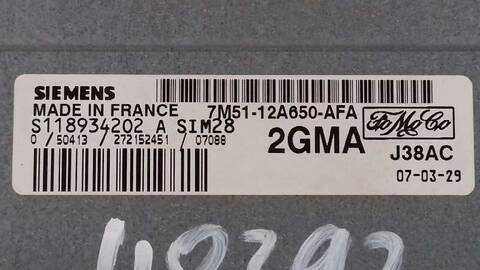 SIEMENS
MADE IN FRANCE 7M51-12A650-AFA
S118934202 A SIM28
0 / 50413 / 272152451 / 07088
2GMA
FoMoCo
J38AC
07-03-29